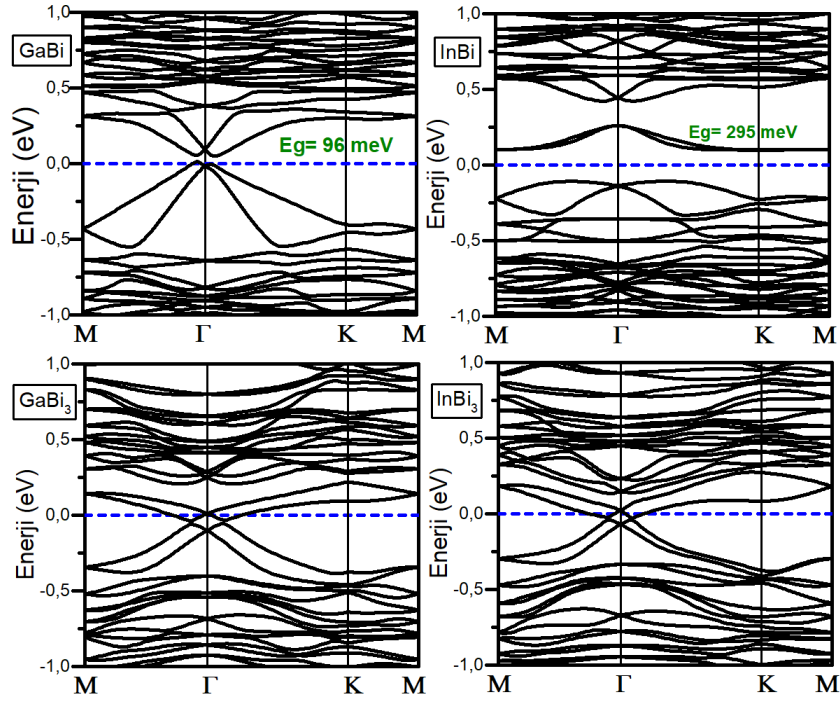 GaBi
Enerji (eV)
1,0
0,5
0,0
-0,5
-1,0
Eg= 96 meV
M Γ K M
InBi
Enerji (eV)
1,0
0,5
0,0
-0,5
-1,0
Eg= 295 meV
M Γ K M
GaBi3
Enerji (eV)
1,0
0,5
0,0
-0,5
-1,0
M Γ K M
InBi3
Enerji (eV)
1,0
0,5
0,0
-0,5
-1,0
M Γ K M